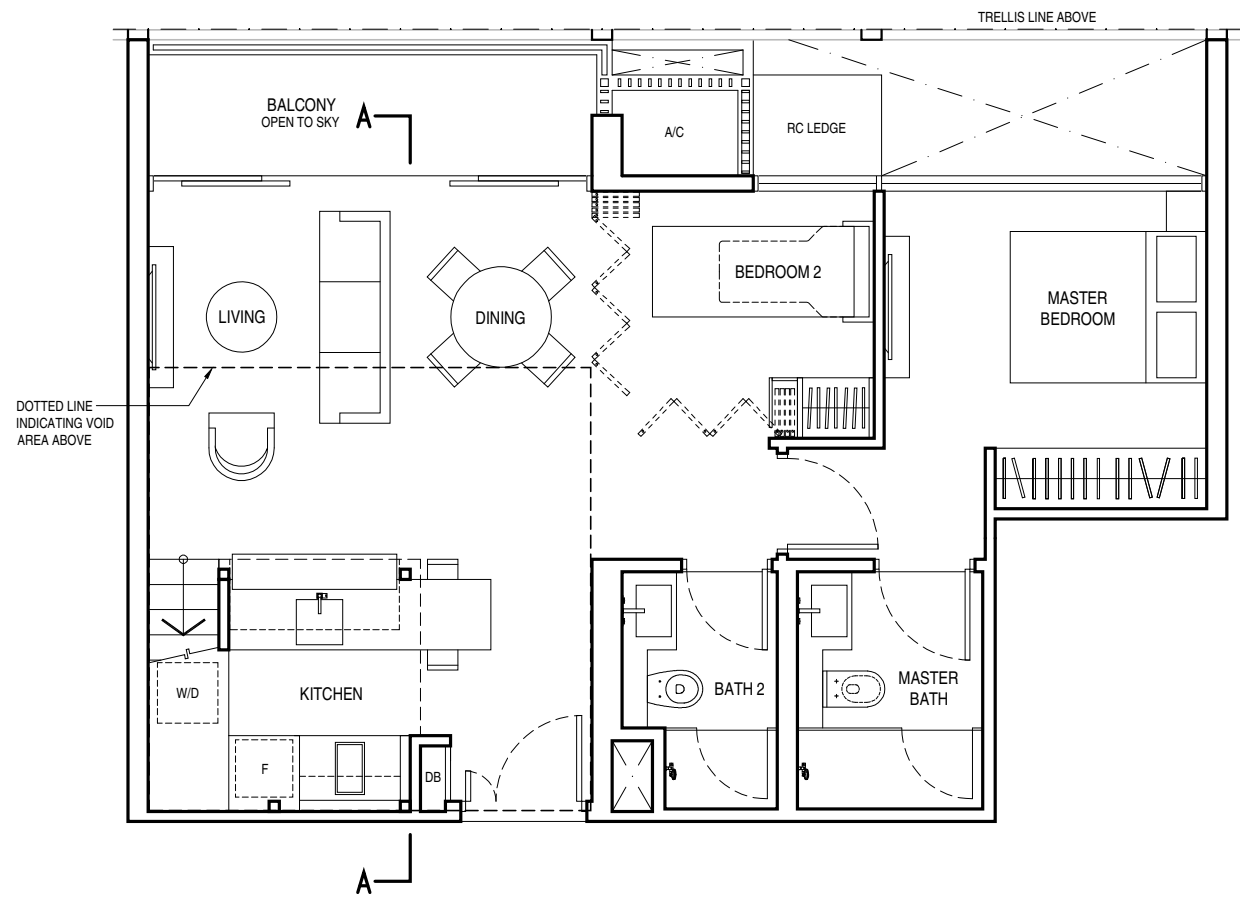 TRELLIS LINE ABOVE
BALCONY
OPEN TO SKY
A
A/C
RC LEDGE
BEDROOM 2
MASTER
BEDROOM
LIVING
DINING
DOTTED LINE
INDICATING VOID
AREA ABOVE
W/D
KITCHEN
D
BATH 2
MASTER
BATH
F
DB
A